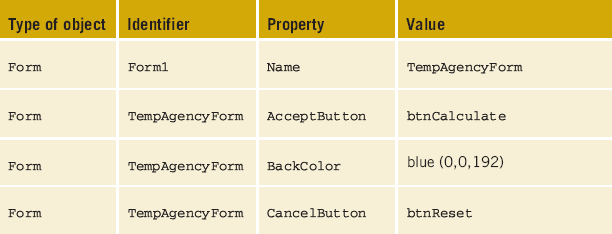 Type of object Identifier Property Value
Form Form1 Name TempAgencyForm
Form TempAgencyForm AcceptButton btnCalculate
Form TempAgencyForm BackColor blue (0,0,192)
Form TempAgencyForm CancelButton btnReset